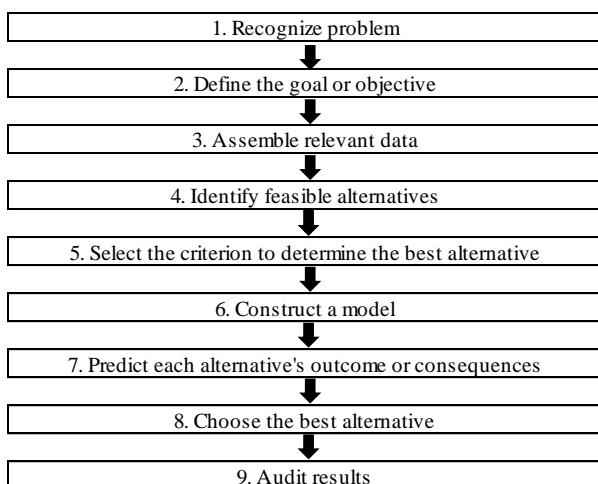 1. Recognize problem
2. Define the goal or objective
3. Assemble relevant data
4. Identify feasible alternatives
5. Select the criterion to determine the best alternative
6. Construct a model
7. Predict each alternative's outcome or consequences
8. Choose the best alternative
9. Audit results